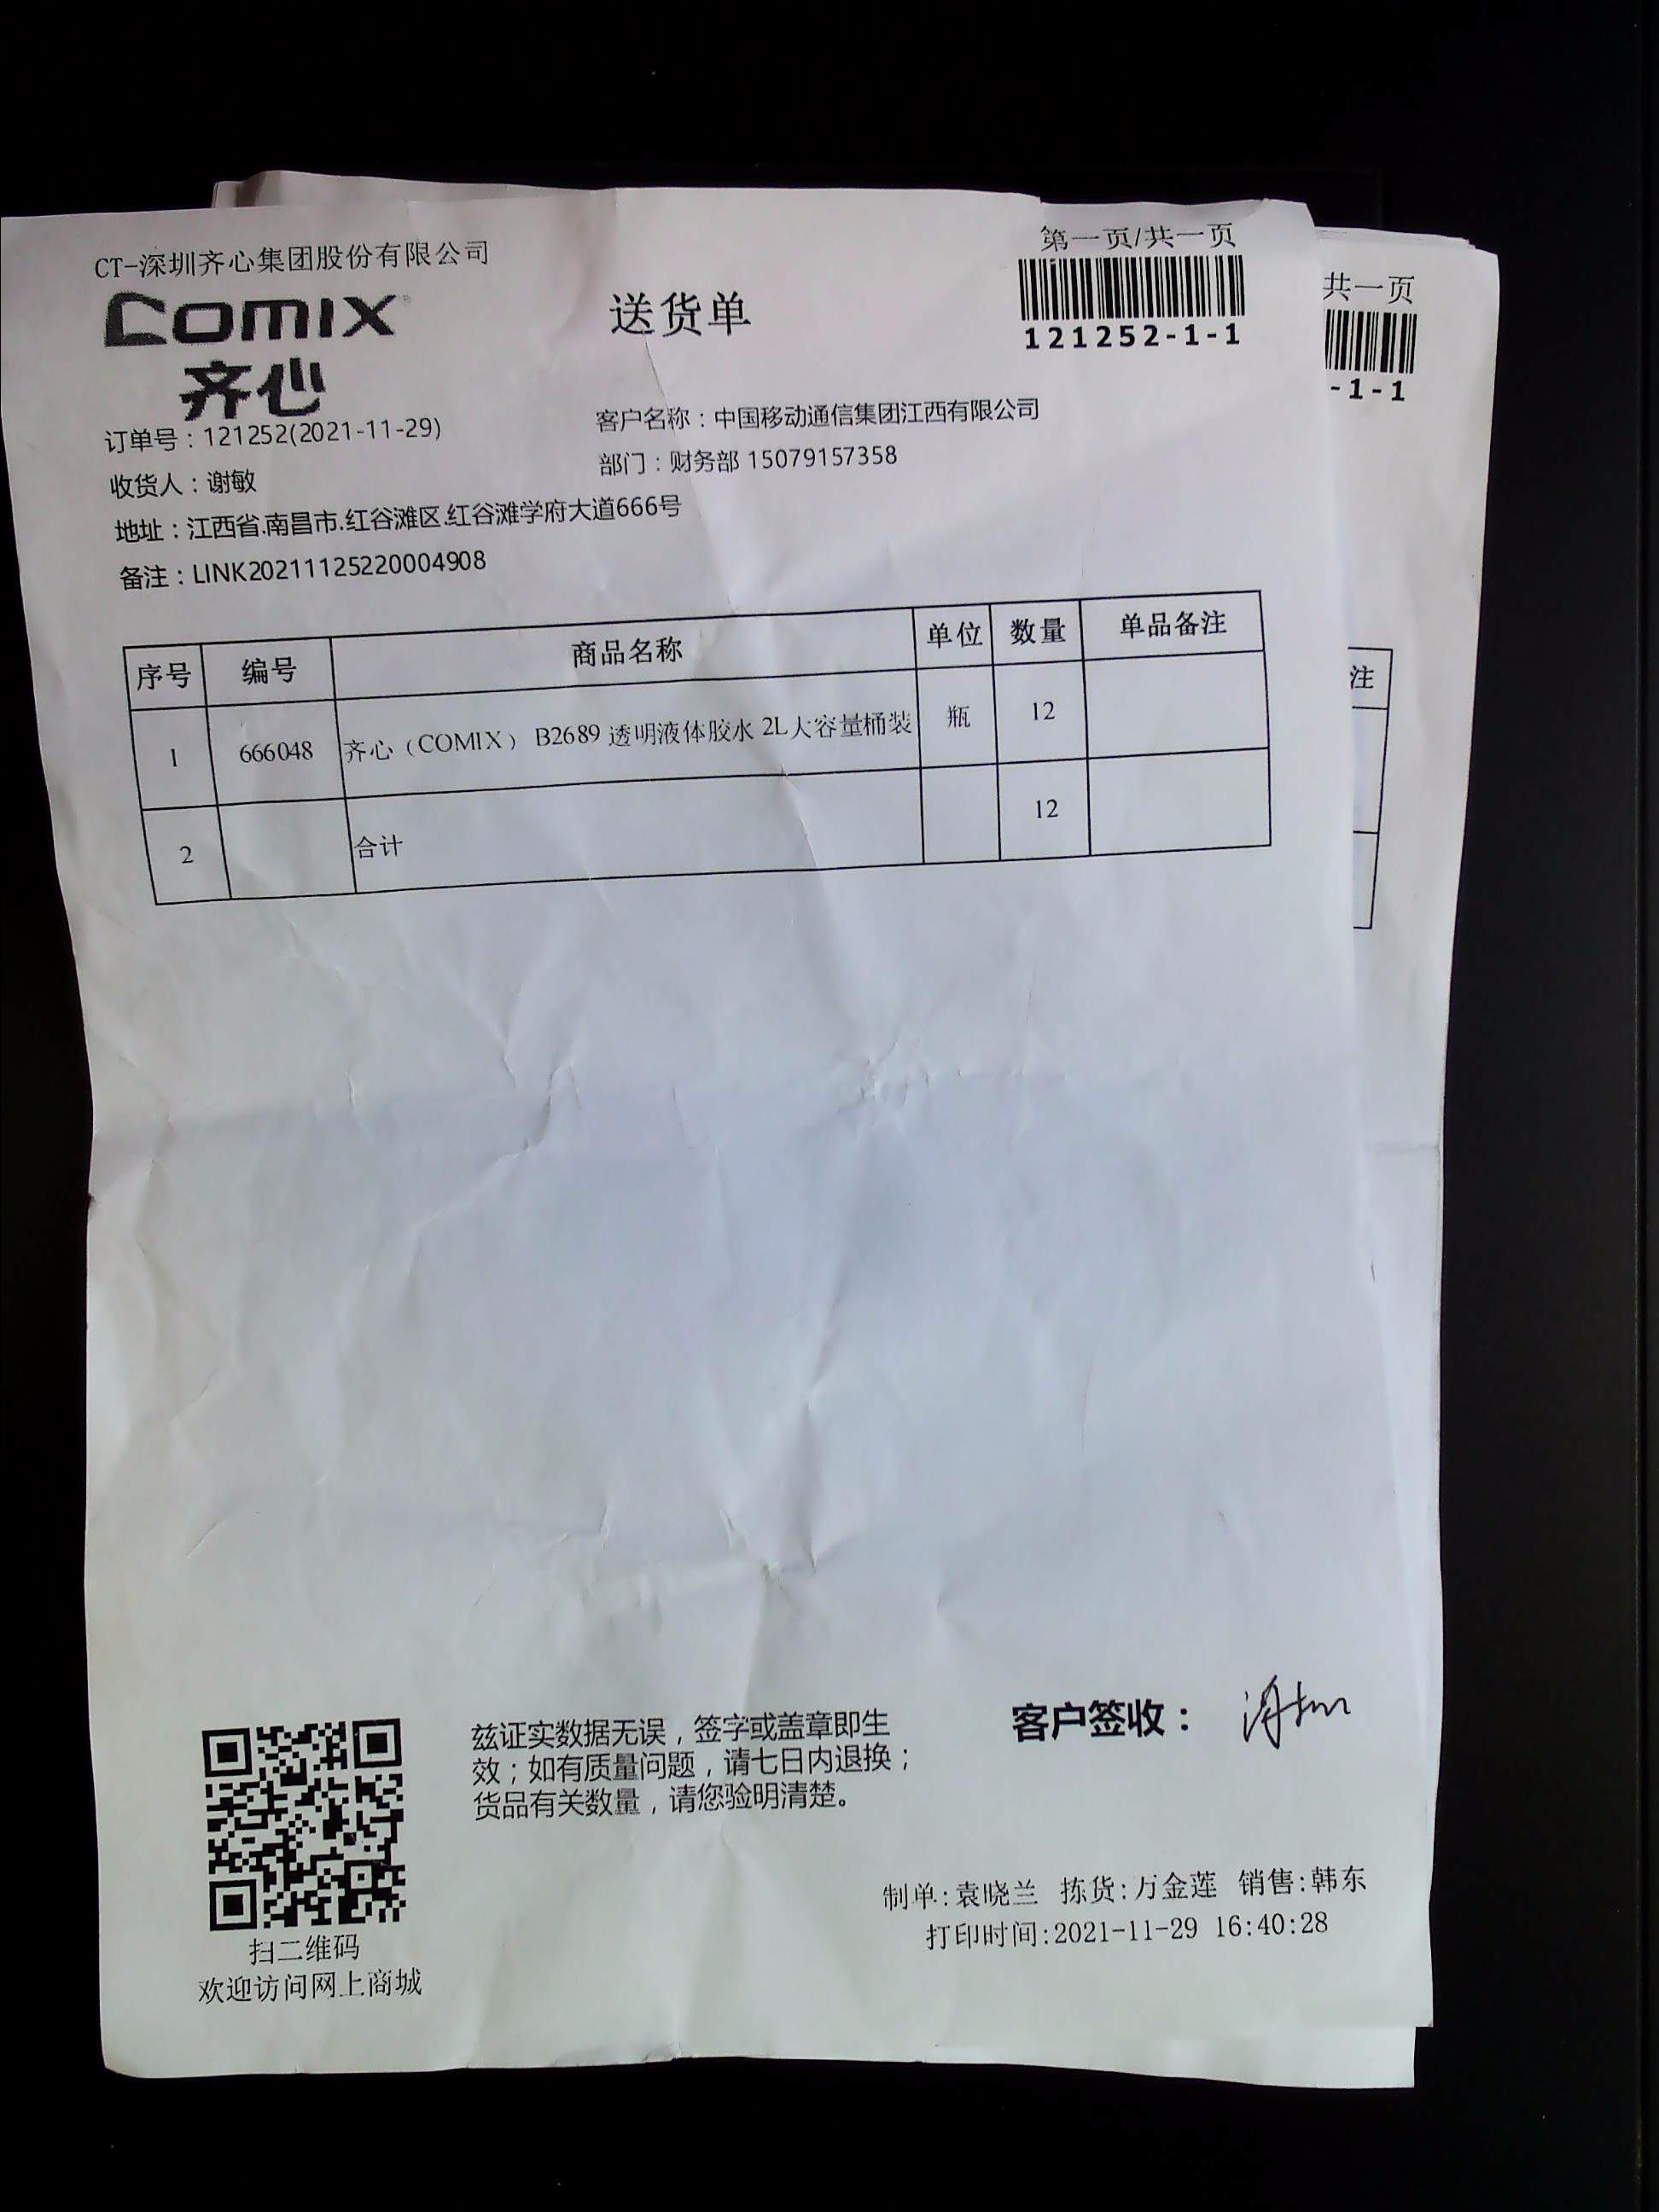 CT-深圳齐心集团股份有限公司
第一页/共一页
comix
齐心
送货单
121252-1-1
共一页
-1-1
订单号：121252(2021-11-29)
客户名称：中国移动通信集团江西有限公司
收货人：谢敏
部门：财务部 15079157358
地址：江西省.南昌市.红谷滩区.红谷滩学府大道666号
备注：LINK20211125220004908
序号 编号 商品名称 单位 数量 单品备注
注
1 666048 齐心（COMIX） B2689 透明液体胶水 2L大容量桶装 瓶 12
2 合计 12
兹证实数据无误，签字或盖章即生
效；如有质量问题，请七日内退换；
货品有关数量，请您验明清楚。
客户签收：
制单:袁晓兰 拣货:万金莲 销售:韩东
打印时间:2021-11-29 16:40:28
扫二维码
欢迎访问网上商城